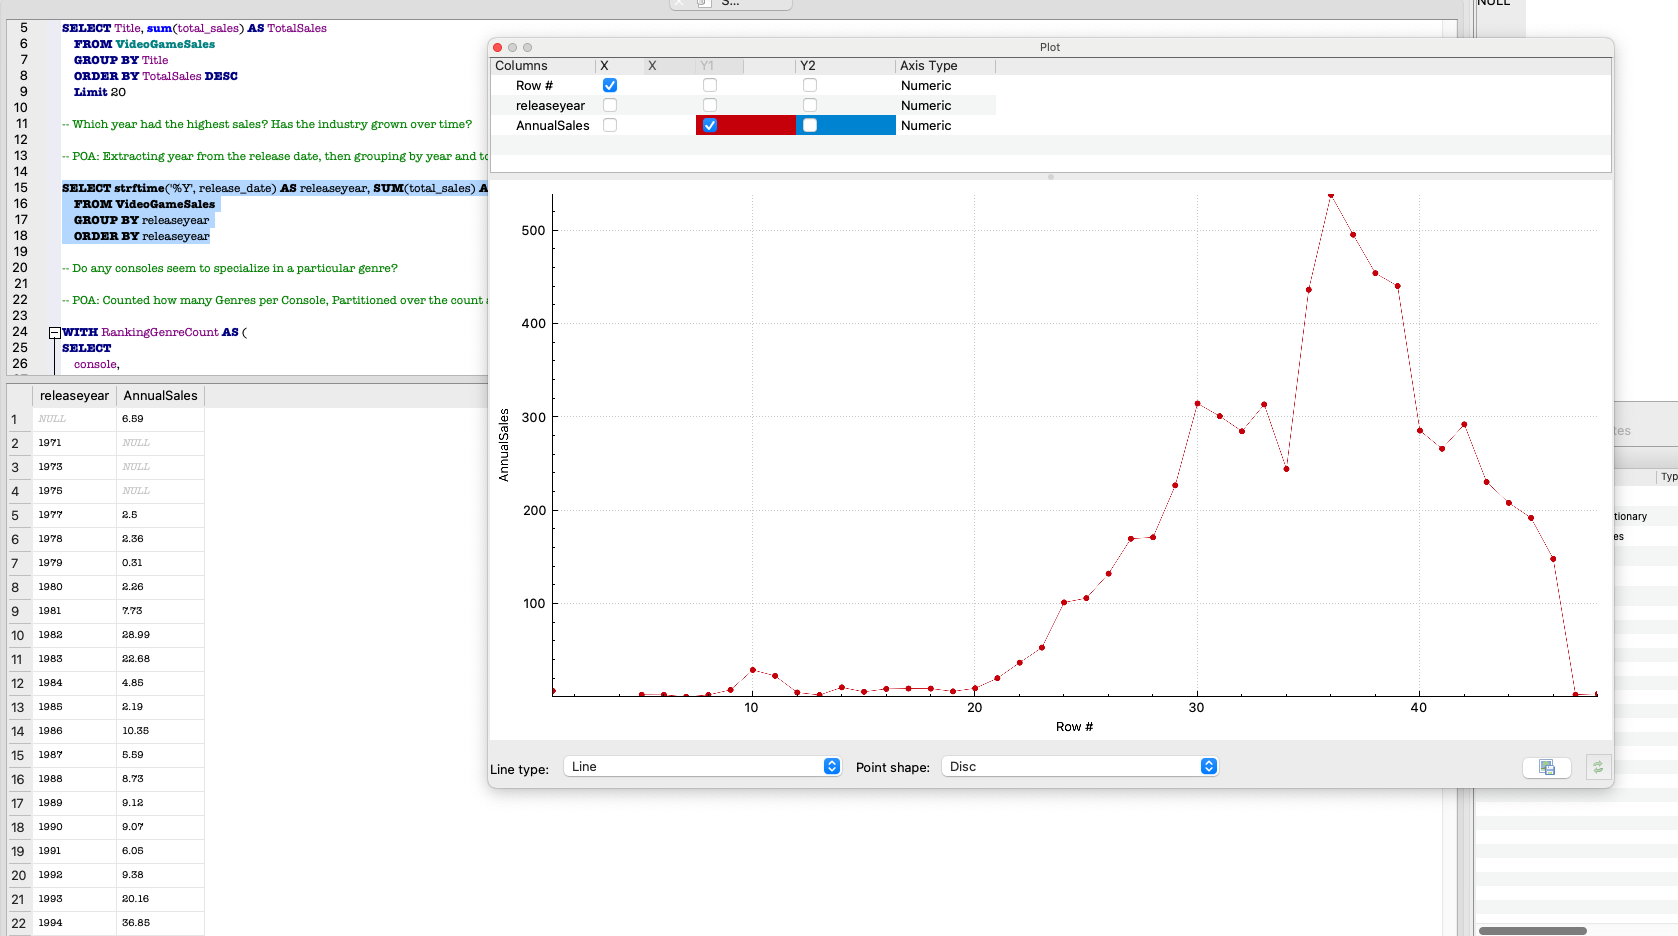 S...
NULL
5 SELECT Title, sum(total_sales) AS TotalSales
6 FROM VideoGameSales
7 GROUP BY Title
8 ORDER BY TotalSales DESC
9 Limit 20
10
11 -- Which year had the highest sales? Has the industry grown over time?
12
13 -- POA: Extracting year from the release date, then grouping by year and to
14
15 SELECT strftime('%Y', release_date) AS releaseyear, SUM(total_sales) A
16 FROM VideoGameSales
17 GROUP BY releaseyear
18 ORDER BY releaseyear
19
20 -- Do any consoles seem to specialize in a particular genre?
21
22 -- POA: Counted how many Genres per Console, Partitioned over the count
23
24 WITH RankingGenreCount AS (
25 SELECT
26 console,
releaseyear AnnualSales
1 NULL 6.59
2 1971 NULL
3 1973 NULL
4 1975 NULL
5 1977 2.5
6 1978 2.36
7 1979 0.31
8 1980 2.26
9 1981 7.73
10 1982 28.99
11 1983 22.68
12 1984 4.85
13 1985 2.19
14 1986 10.35
15 1987 5.59
16 1988 8.73
17 1989 9.12
18 1990 9.07
19 1991 6.05
20 1992 9.38
21 1993 20.16
22 1994 36.85
Plot
Columns X X Y1 Y2 Axis Type
Row # Numeric
releaseyear Numeric
AnnualSales Numeric
500
400
300
200
100
AnnualSales
10 20 30 40
Row #
Line type: Line Point shape: Disc
tes
Typ
tionary
es